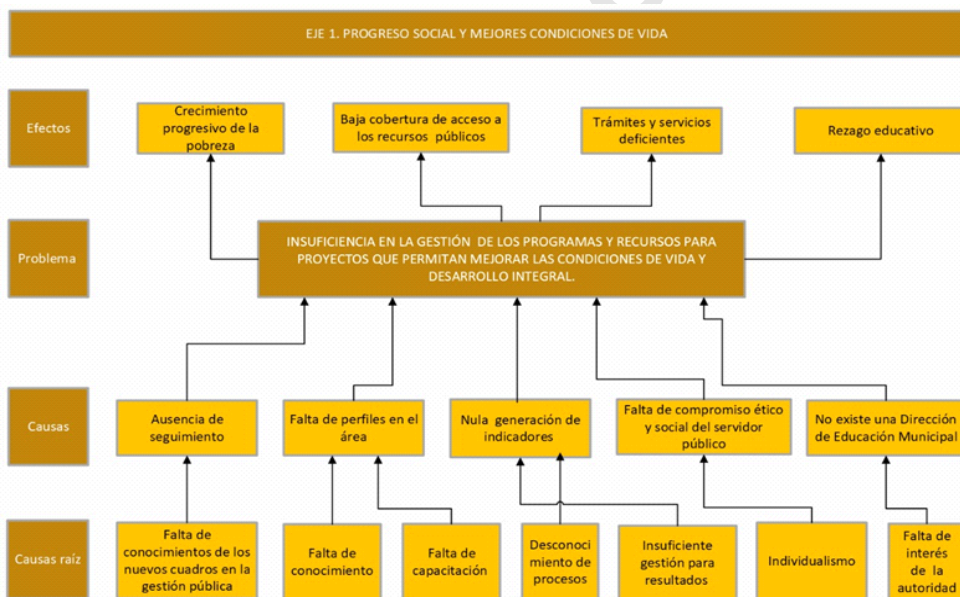 EJE 1. PROGRESO SOCIAL Y MEJORES CONDICIONES DE VIDA
Efectos
Crecimiento
progresivo de la
pobreza
Baja cobertura de acceso a
los recursos públicos
Trámites y servicios
deficientes
Rezago educativo
Problema
INSUFICIENCIA EN LA GESTIÓN DE LOS PROGRAMAS Y RECURSOS PARA
PROYECTOS QUE PERMITAN MEJORAR LAS CONDICIONES DE VIDA Y
DESARROLLO INTEGRAL.
Causas
Ausencia de
seguimiento
Falta de perfiles en el
área
Nula generación de
indicadores
Falta de compromiso ético
y social del servidor
público
No existe una Dirección
de Educación Municipal
Causas raíz
Falta de
conocimientos de los
nuevos cuadros en la
gestión pública
Falta de
conocimiento
Falta de
capacitación
Desconoci
miento de
procesos
Insuficiente
gestión para
resultados
Individualismo
Falta de
interés
de la
autoridad